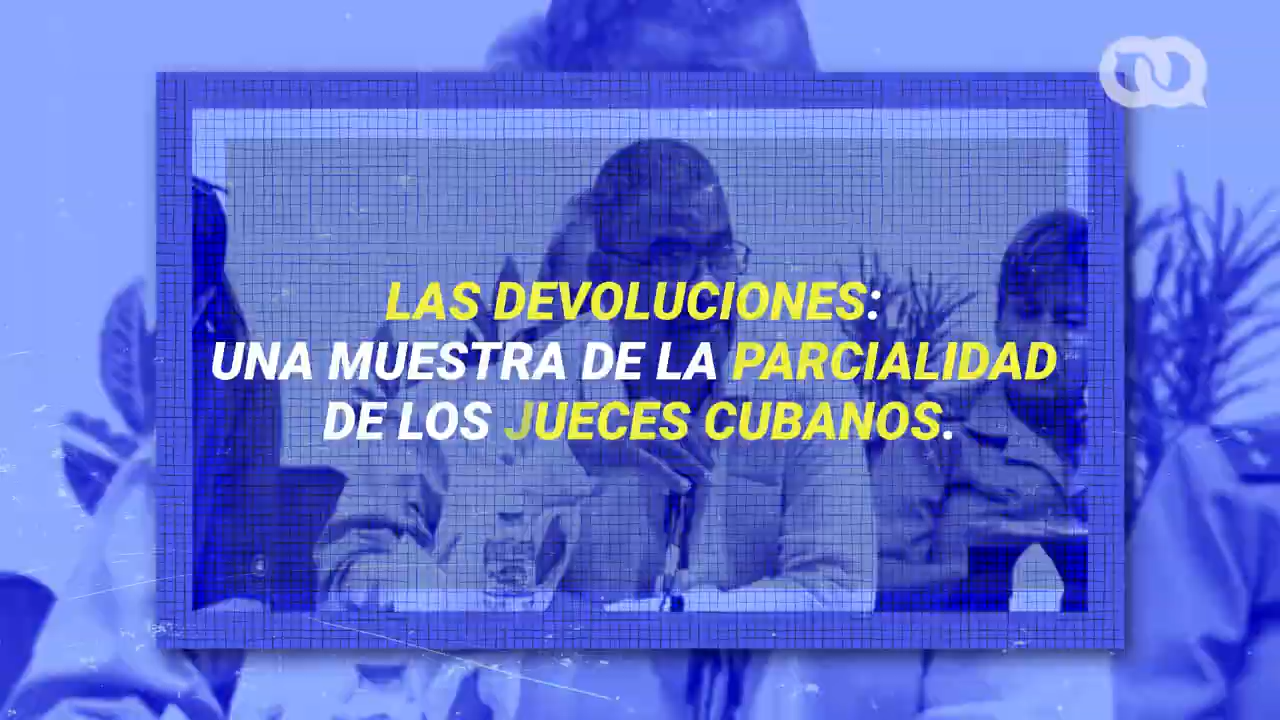 LAS DEVOLUCIONES:
UNA MUESTRA DE LA PARCIALIDAD
DE LOS JUECES CUBANOS.